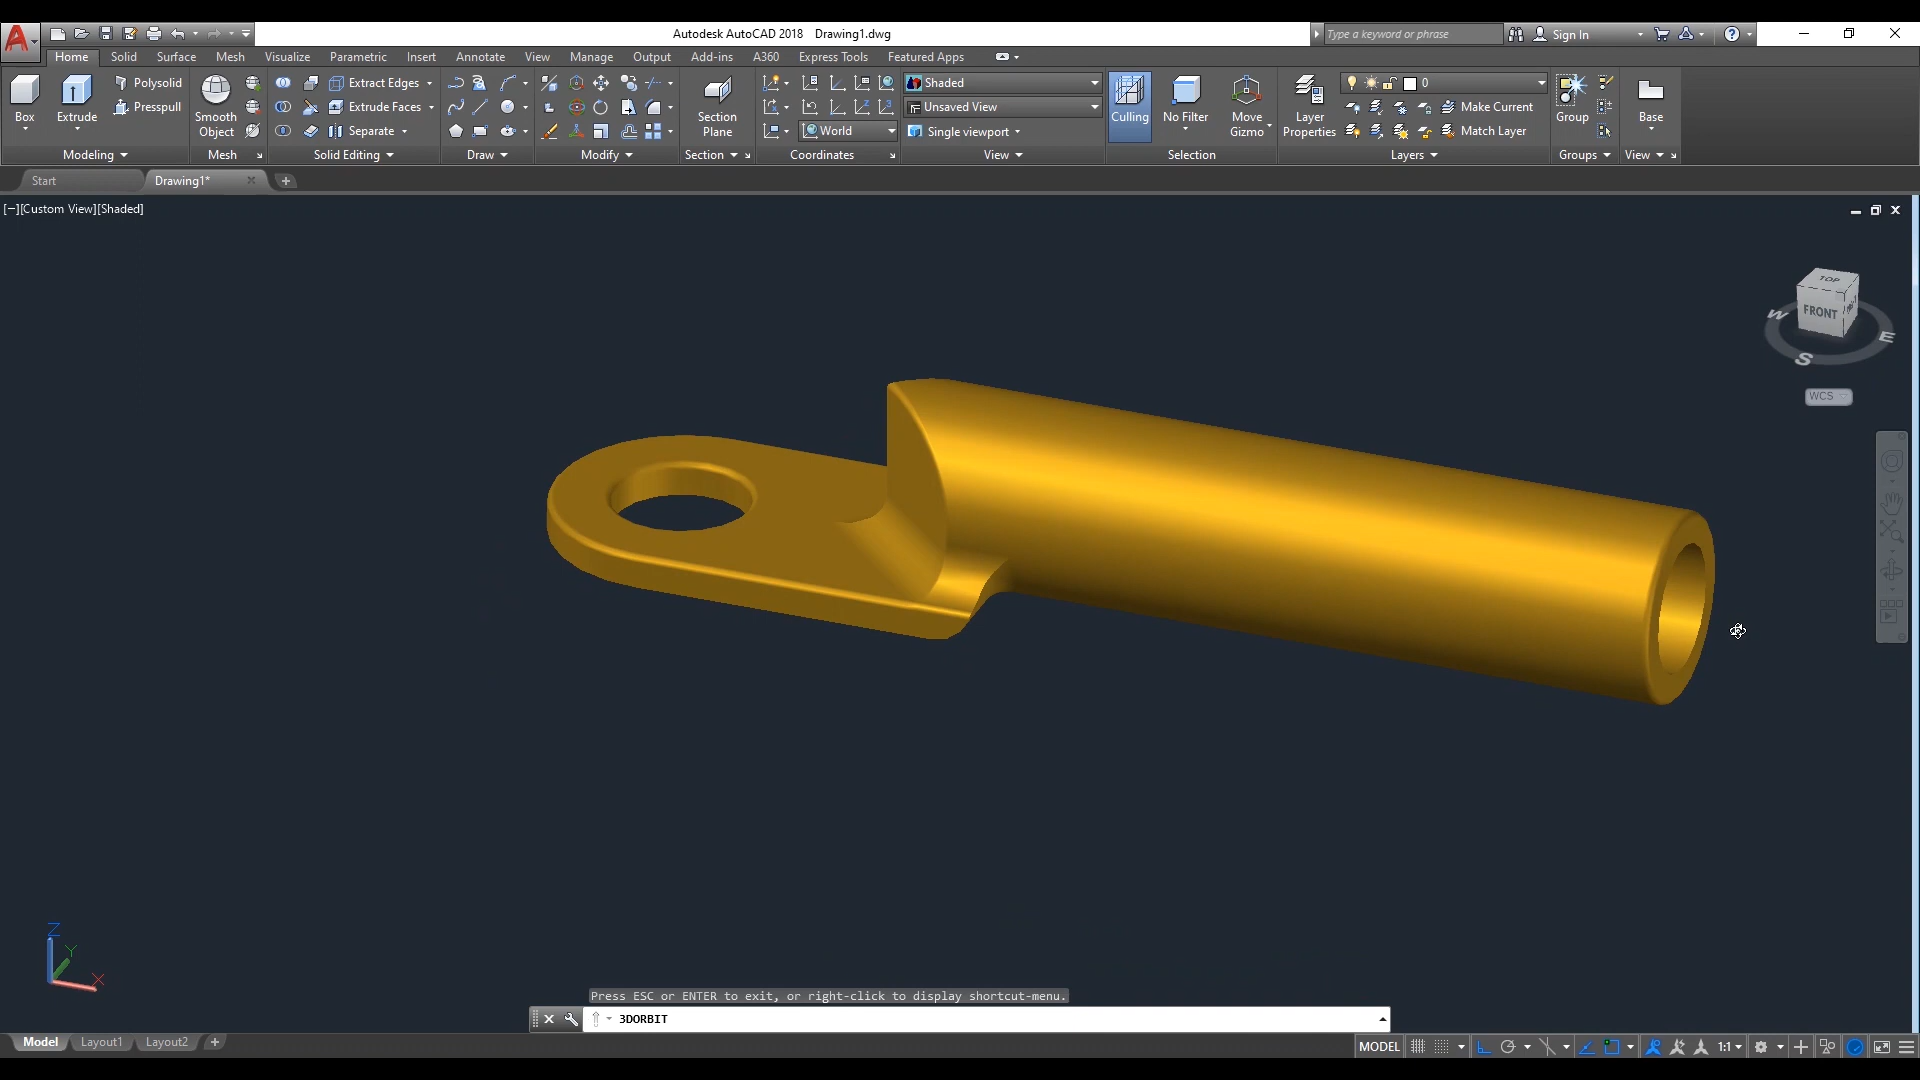 Autodesk AutoCAD 2018 Drawing1.dwg
Type a keyword or phrase
Sign In
Home Solid Surface Mesh Visualize Parametric Insert Annotate View Manage Output Add-ins A360 Express Tools Featured Apps
Box
Extrude
Polysolid
Presspull
Modeling
Smooth
Object
Mesh
Extract Edges
Extrude Faces
Separate
Solid Editing
Draw
Modify
Section
Plane
Section
World
Coordinates
Shaded
Unsaved View
Single viewport
View
Culling
No Filter
Move
Gizmo
Selection
Layer
Properties
0
Make Current
Match Layer
Layers
Group
Groups
Base
View
Start
Drawing1*
[−][Custom View][Shaded]
TOP
FRONT
W
E
S
WCS
Z
Y
X
Press ESC or ENTER to exit, or right-click to display shortcut-menu.
3DORBIT
Model Layout1 Layout2
MODEL
1:1